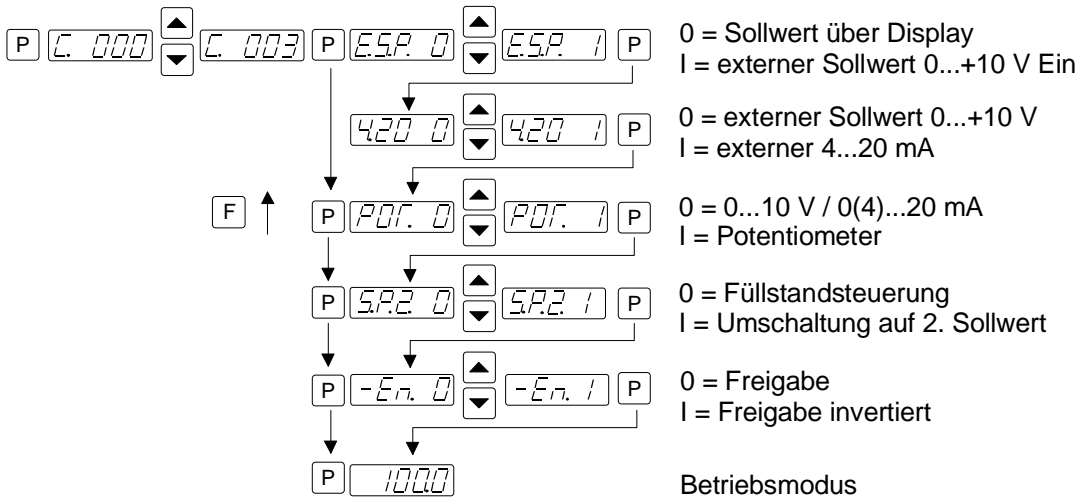 P C. 000 C. 003 P E.S.P. 0 E.S.P. 1 P 0 = Sollwert über Display
I = externer Sollwert 0...+10 V Ein
4.20 0 4.20 1 P 0 = externer Sollwert 0...+10 V
I = externer 4...20 mA
F P POT. 0 POT. 1 P 0 = 0...10 V / 0(4)...20 mA
I = Potentiometer
P S.P.2. 0 S.P.2. 1 P 0 = Füllstandsteuerung
I = Umschaltung auf 2. Sollwert
P -En. 0 -En. 1 P 0 = Freigabe
I = Freigabe invertiert
P 100.0 Betriebsmodus